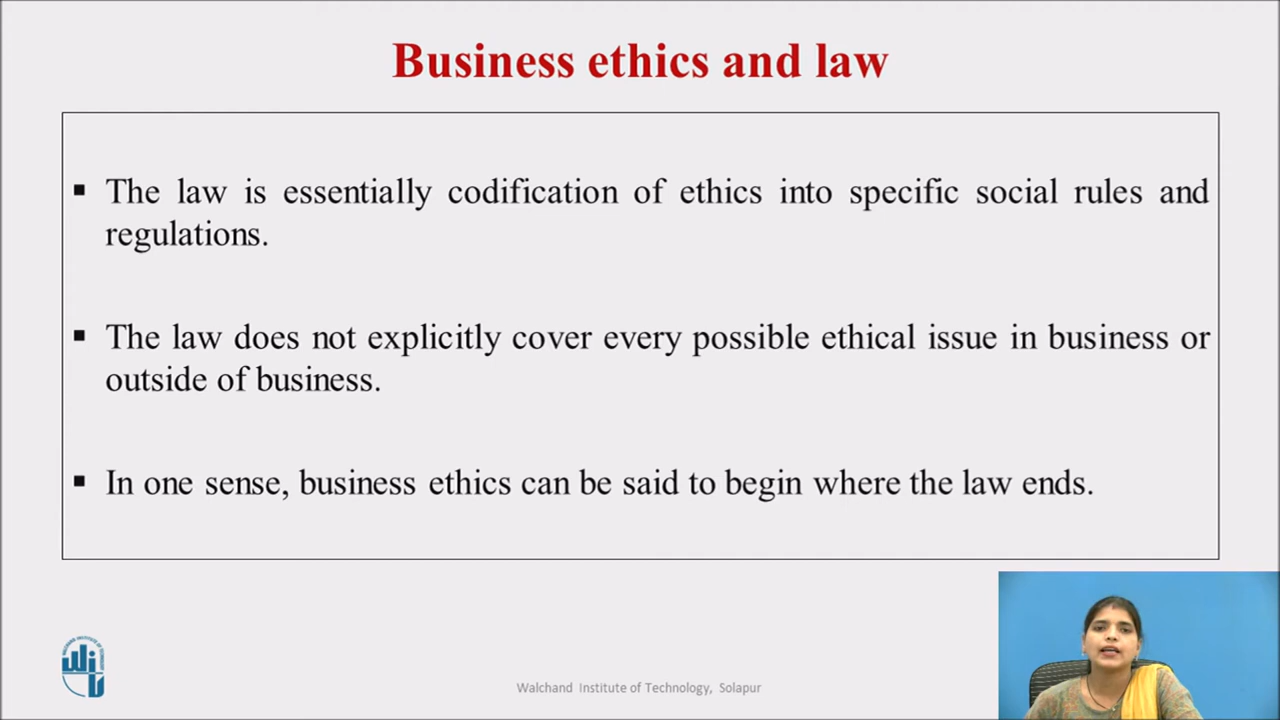 Business ethics and law
▪ The law is essentially codification of ethics into specific social rules and
regulations.
▪ The law does not explicitly cover every possible ethical issue in business or
outside of business.
▪ In one sense, business ethics can be said to begin where the law ends.
Walchand Institute of Technology, Solapur